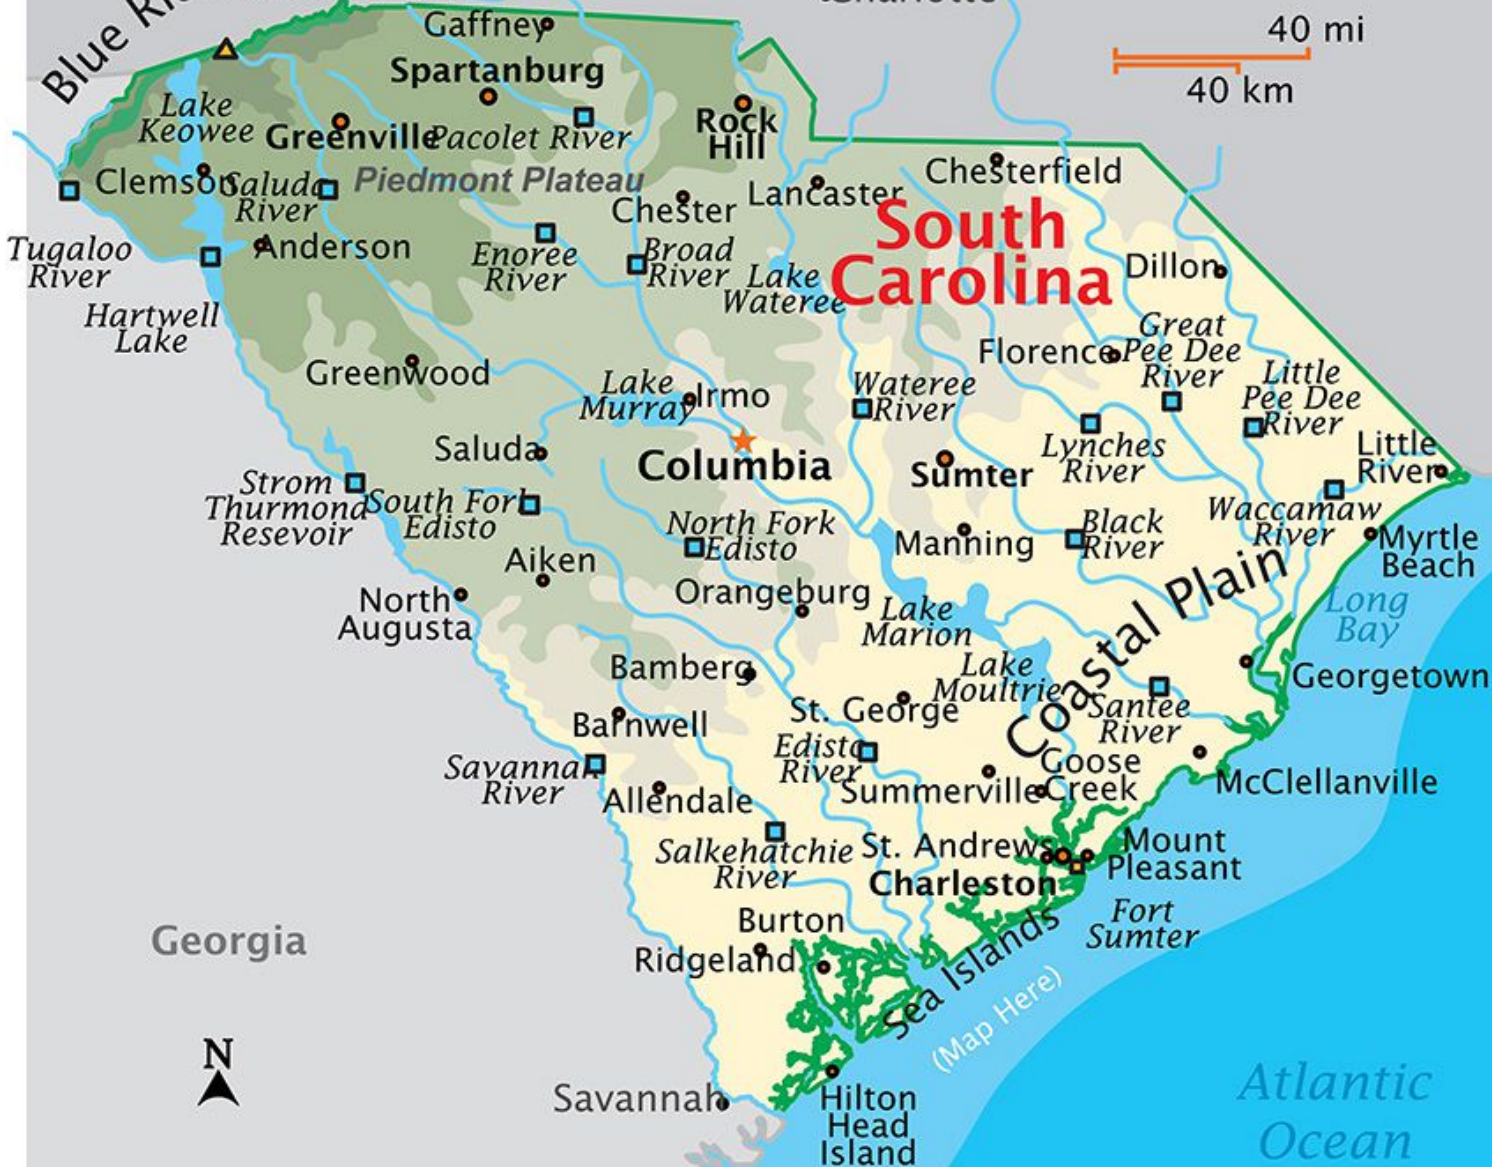 Gaffney
40 mi
40 km
Spartanburg
Lake
Keowee
Greenville
Pacolet River
Rock
Hill
Clemson
Saluda
River
Piedmont Plateau
Chester
Lancaster
Chesterfield
South
Carolina
Tugaloo
River
Anderson
Enoree
River
Broad
River
Lake
Wateree
Dillon
Hartwell
Lake
Greenwood
Lake
Murray
Irmo
Wateree
River
Florence
Great
Pee Dee
River
Little
Pee Dee
River
Saluda
Columbia
Sumter
Lynches
River
Little
River
Strom
Thurmond
Resevoir
South Fork
Edisto
North Fork
Edisto
Manning
Black
River
Waccamaw
River
Myrtle
Beach
Aiken
North
Augusta
Orangeburg
Lake
Marion
Coastal Plain
Long
Bay
Bamberg
Lake
Moultrie
Georgetown
Barnwell
St. George
Santee
River
Savannah
River
Allendale
Edisto
River
Summerville
Goose
Creek
McClellanville
Salkehatchie
River
St. Andrews
Charleston
Mount
Pleasant
Fort
Sumter
Georgia
Burton
Ridgeland
Sea Islands
(Map Here)
N
Savannah
Hilton
Head
Island
Atlantic
Ocean
Blue
Charlotte